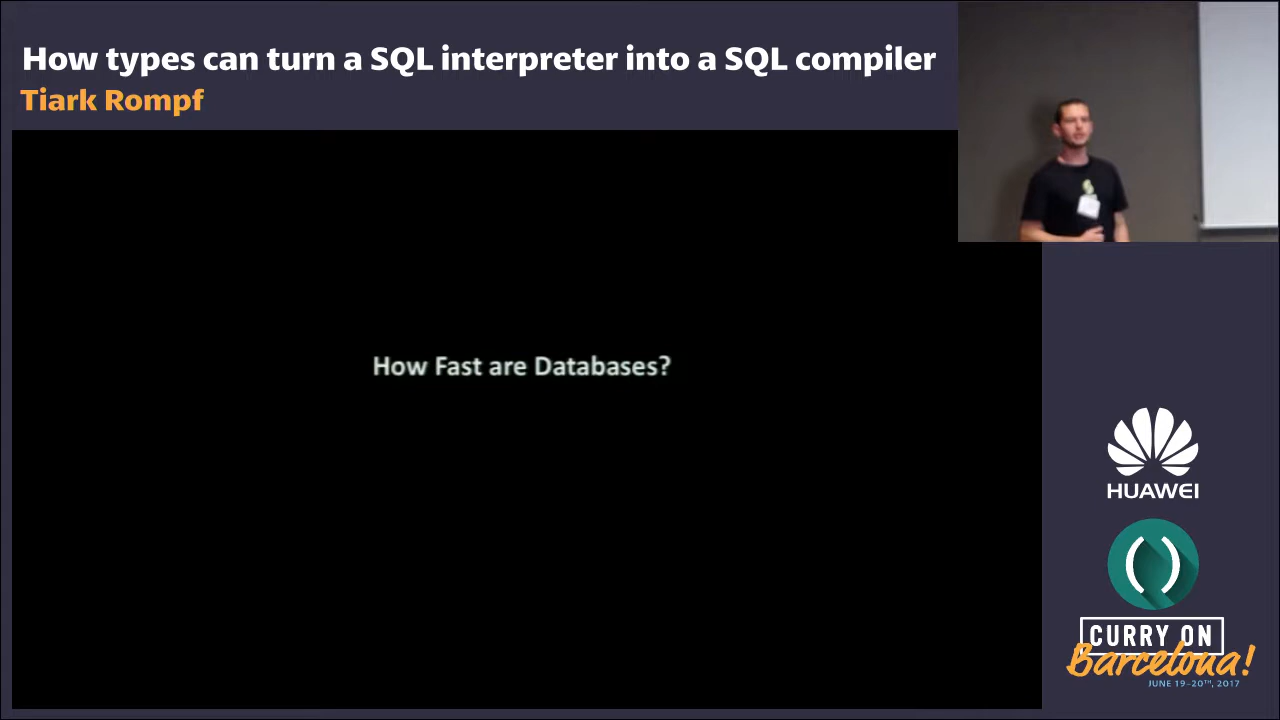 How types can turn a SQL interpreter into a SQL compiler
Tiark Rompf
How Fast are Databases?
HUAWEI
CURRY ON
Barcelona!
JUNE 19-20TH, 2017